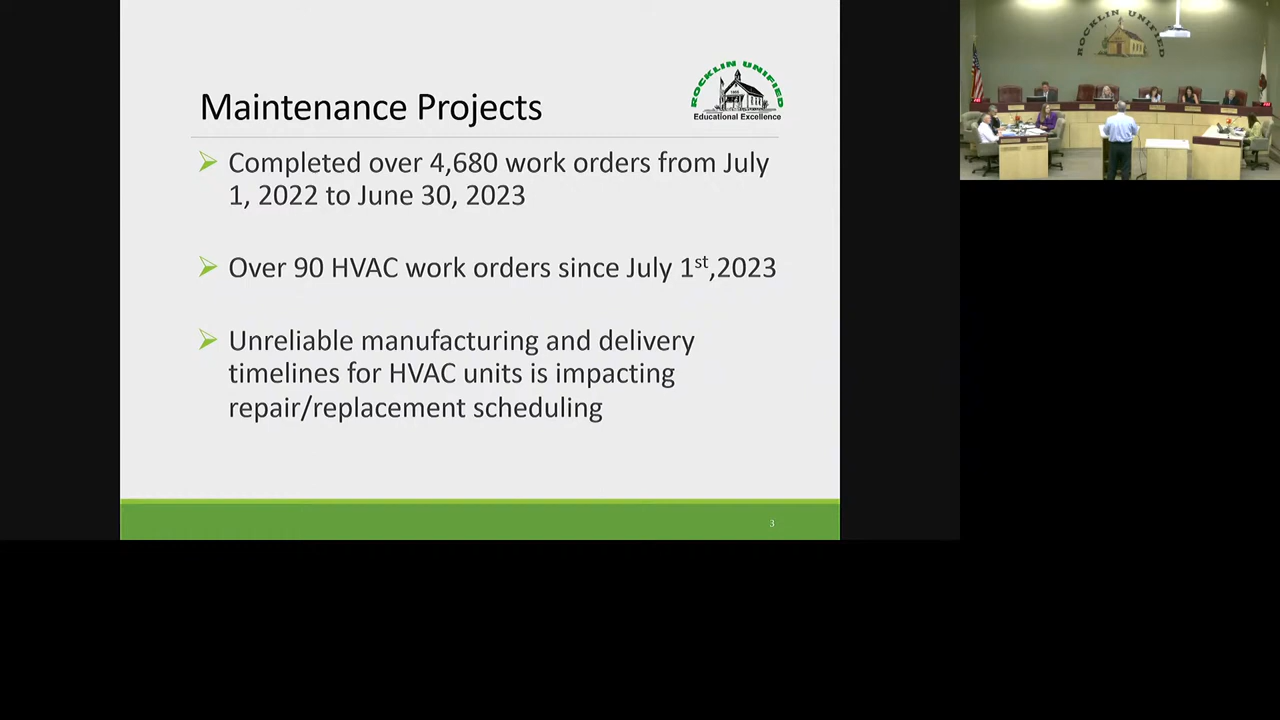 Maintenance Projects
ROCKLIN UNIFIED
Educational Excellence
➢ Completed over 4,680 work orders from July
1, 2022 to June 30, 2023
➢ Over 90 HVAC work orders since July 1st,2023
➢ Unreliable manufacturing and delivery
timelines for HVAC units is impacting
repair/replacement scheduling
3
ROCKLIN UNIFIED